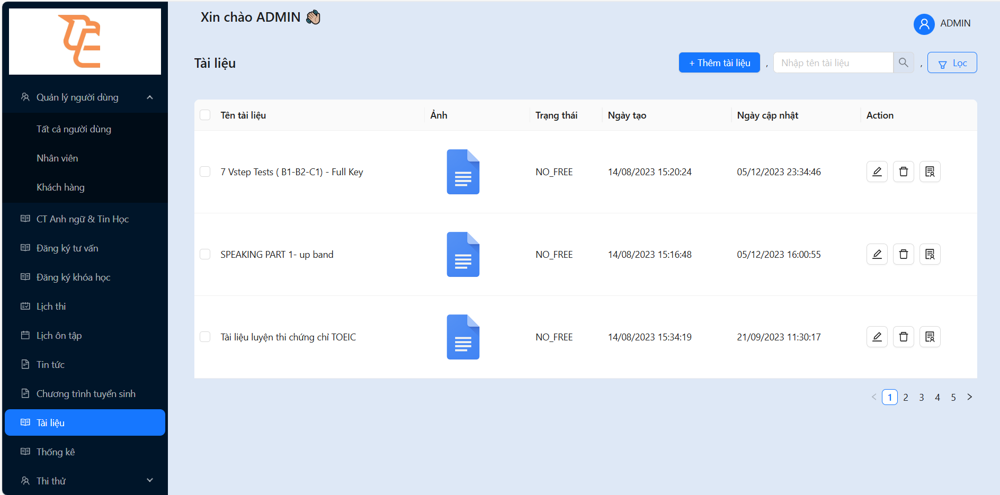 Xin chào ADMIN
ADMIN
Tài liệu
+ Thêm tài liệu , Nhập tên tài liệu , Lọc
Quản lý người dùng
Tất cả người dùng
Nhân viên
Khách hàng
CT Anh ngữ & Tin Học
Đăng ký tư vấn
Đăng ký khóa học
Lịch thi
Lịch ôn tập
Tin tức
Chương trình tuyển sinh
Tài liệu
Thống kê
Thi thử
Tên tài liệu Ảnh Trạng thái Ngày tạo Ngày cập nhật Action
7 Vstep Tests ( B1-B2-C1) - Full Key NO_FREE 14/08/2023 15:20:24 05/12/2023 23:34:46
SPEAKING PART 1- up band NO_FREE 14/08/2023 15:16:48 05/12/2023 16:00:55
Tài liệu luyện thi chứng chỉ TOEIC NO_FREE 14/08/2023 15:34:19 21/09/2023 11:30:17
< 1 2 3 4 5 >